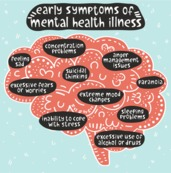 early symptoms of
mental health illness
concentration
problems
anger
management
issues
feeling
sad
suicidal
thinking
paranoia
excessive fears
or worries
extreme mood
changes
sleeping
problems
inability to cope
with stress
excessive use of
alcohol or drugs